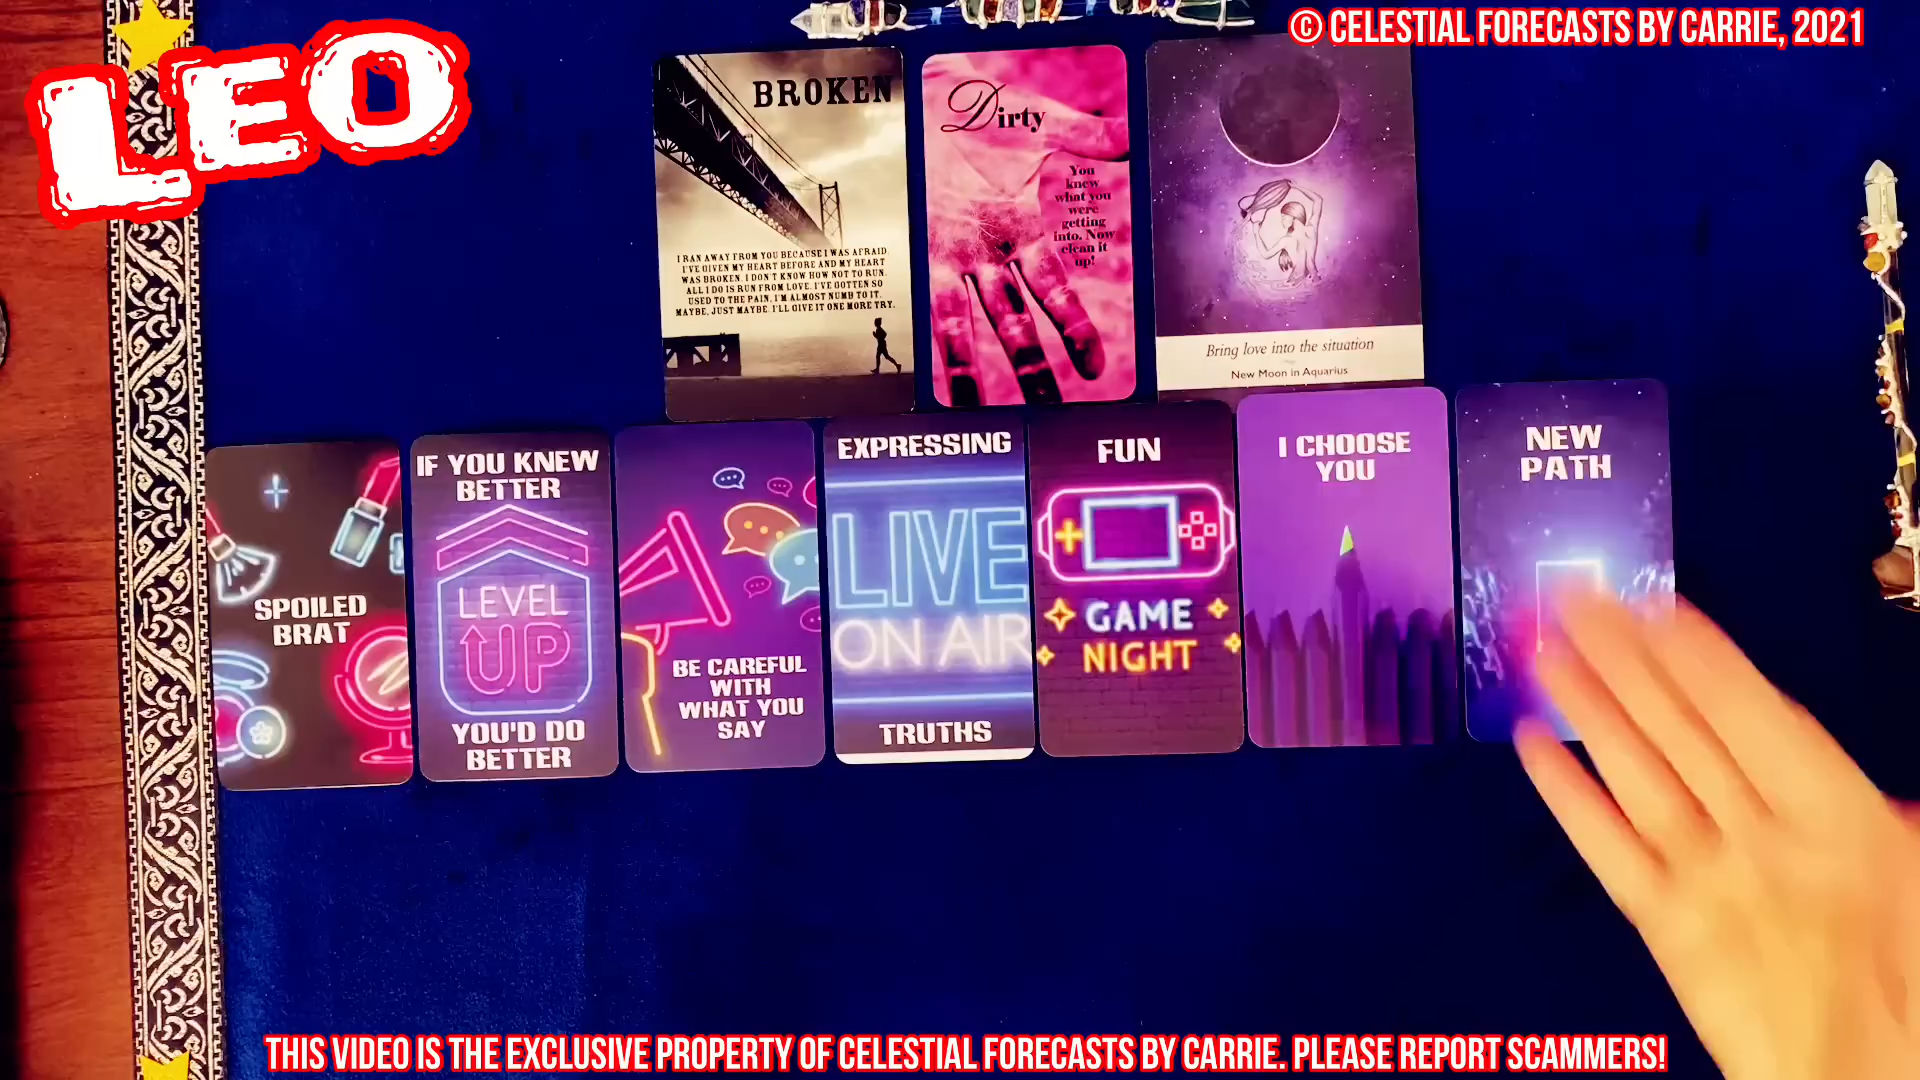 LEO
© CELESTIAL FORECASTS BY CARRIE, 2021
BROKEN
I RAN AWAY FROM YOU BECAUSE I WAS AFRAID.
I'VE GIVEN MY HEART BEFORE AND MY HEART
WAS BROKEN. I DON'T KNOW HOW NOT TO RUN.
ALL I DO IS RUN FROM LOVE. I'VE GOTTEN SO
USED TO THE PAIN, I'M ALMOST NUMB TO IT.
MAYBE, JUST MAYBE, I'LL GIVE IT ONE MORE TRY.
Dirty
You
knew
what you
were
getting
into. Now
clean it
up!
Bring love into the situation
New Moon in Aquarius
SPOILED
BRAT
IF YOU KNEW
BETTER
LEVEL
UP
YOU'D DO
BETTER
BE CAREFUL
WITH
WHAT YOU
SAY
EXPRESSING
LIVE
ON AIR
TRUTHS
FUN
GAME
NIGHT
I CHOOSE
YOU
NEW
PATH
THIS VIDEO IS THE EXCLUSIVE PROPERTY OF CELESTIAL FORECASTS BY CARRIE. PLEASE REPORT SCAMMERS!